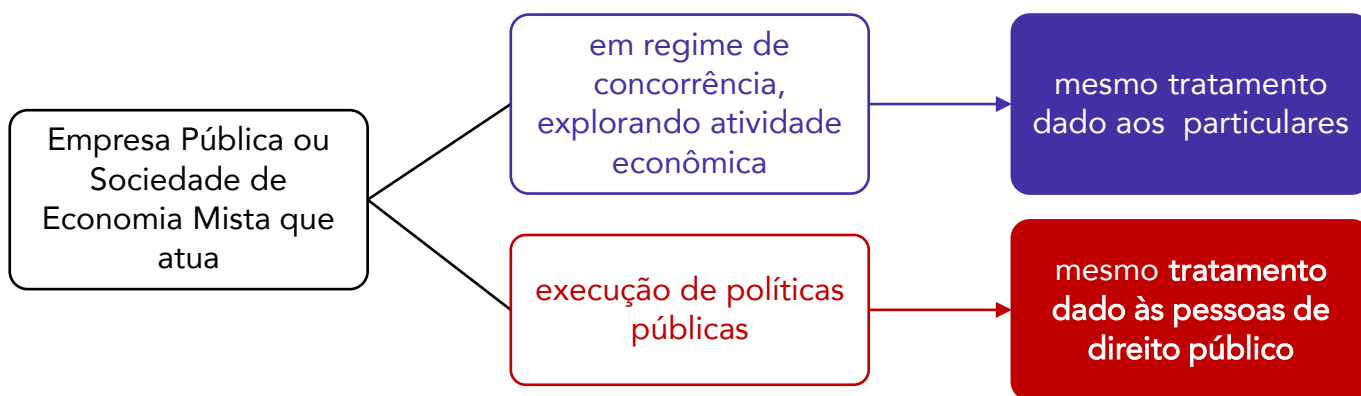 Empresa Pública ou
Sociedade de
Economia Mista que
atua
em regime de
concorrência,
explorando atividade
econômica
mesmo tratamento
dado aos particulares
execução de políticas
públicas
mesmo tratamento
dado às pessoas de
direito público